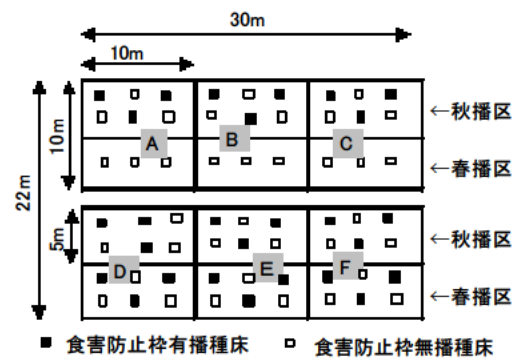 30m
10m
A B C
←秋播区
10m
←春播区
22m
5m
←秋播区
D E F
←春播区
■ 食害防止枠有播種床 □ 食害防止枠無播種床